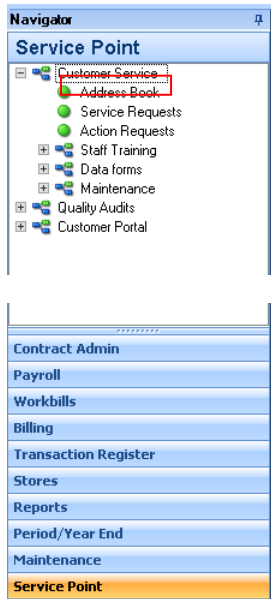 Navigator
Service Point
Customer Service
Address Book
Service Requests
Action Requests
Staff Training
Data forms
Maintenance
Quality Audits
Customer Portal
Contract Admin
Payroll
Workbills
Billing
Transaction Register
Stores
Reports
Period/Year End
Maintenance
Service Point